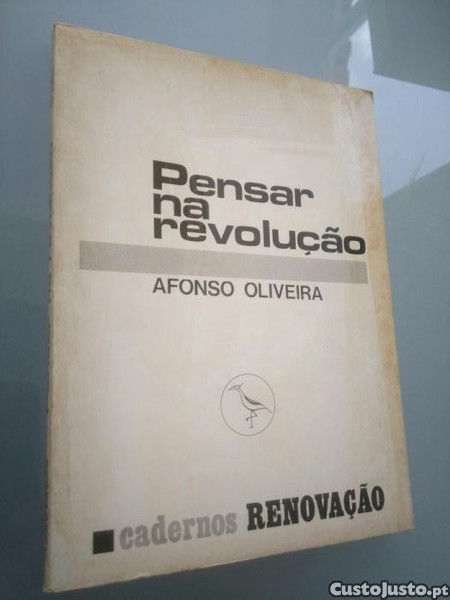 Pensar
na
revolução
AFONSO OLIVEIRA
cadernos RENOVAÇÃO
CustoJusto.pt